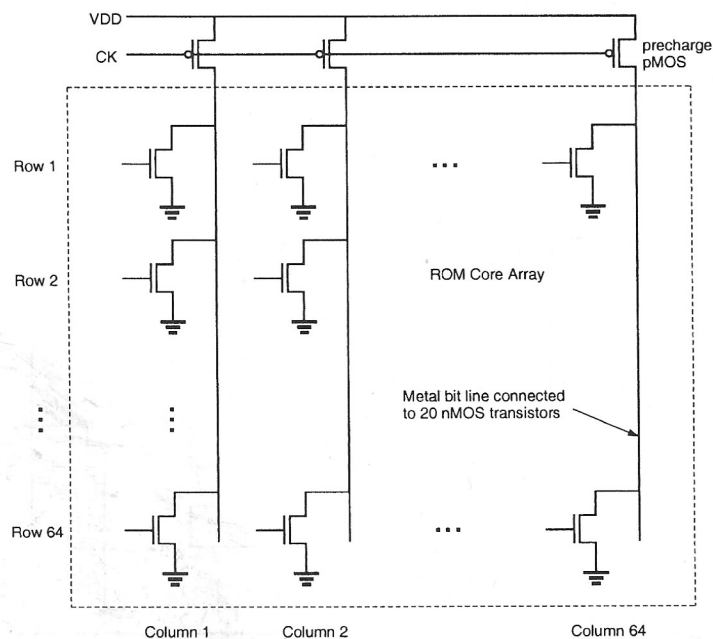 VDD
CK
precharge
pMOS
Row 1
Row 2
ROM Core Array
Metal bit line connected
to 20 nMOS transistors
Row 64
Column 1
Column 2
Column 64